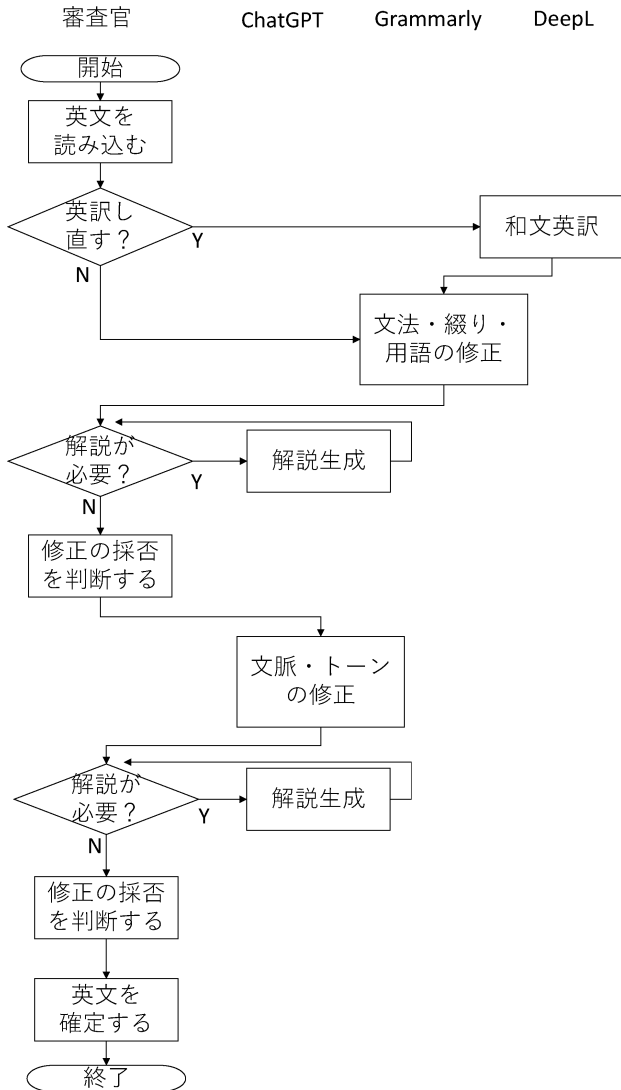 審査官 ChatGPT Grammarly DeepL
開始
英文を
読み込む
英訳し
直す？
Y
和文英訳
N
文法・綴り・
用語の修正
解説が
必要？
Y
解説生成
N
修正の採否
を判断する
文脈・トーン
の修正
解説が
必要？
Y
解説生成
N
修正の採否
を判断する
英文を
確定する
終了